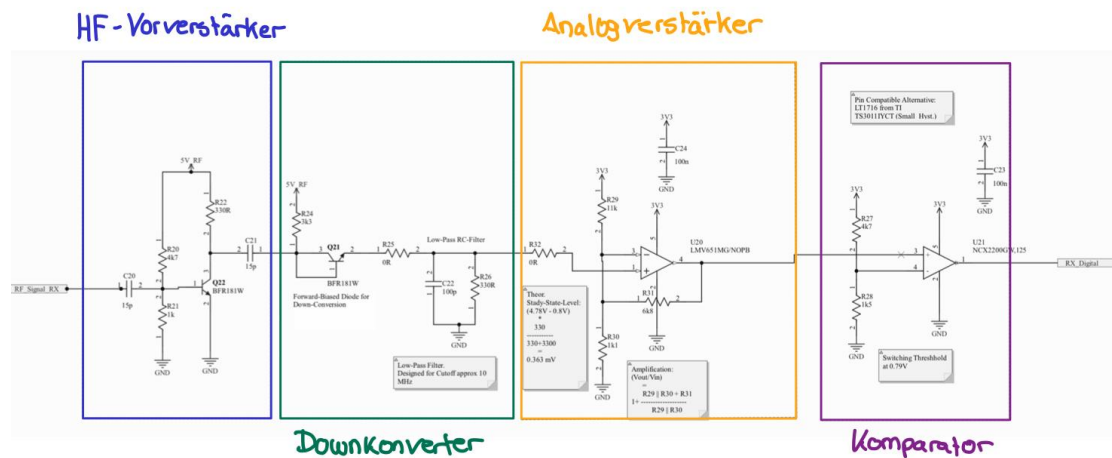 HF-Vorverstärker
Analogverstärker
5V_RF
R22
330R
R20
4k7
C21
15p
C20
15p
RF_Signal_RX
Q22
BFR181W
R21
1k
GND
GND
5V_RF
R24
3k3
Q21
BFR181W
R25
0R
Forward-Biased Diode for
Down-Conversion
Low-Pass RC-Filter
C22
100p
R26
330R
GND
Low-Pass Filter.
Designed for Cutoff approx 10
MHz
R32
0R
Theor.
Study-State-Level:
(4.78V - 0.8V)
*
330
----------
330+3300
=
0.363 mV
3V3
C24
100n
GND
3V3
R29
11k
3V3
U20
LMV651MG/NOPB
R31
6k8
R30
1k1
GND
GND
Amplification:
(Vout/Vin)
=
R29 || R30 + R31
1+ --------------------
R29 || R30
Pin Compatible Alternative:
LT1716 from TI
TS3011IYCT (Small Hyst.)
3V3
C23
100n
GND
3V3
R27
4k7
3V3
U21
NCX2200GW,125
RX_Digital
R28
1k5
GND
GND
Switching Threshhold
at 0.79V
Downkonverter
Komparator